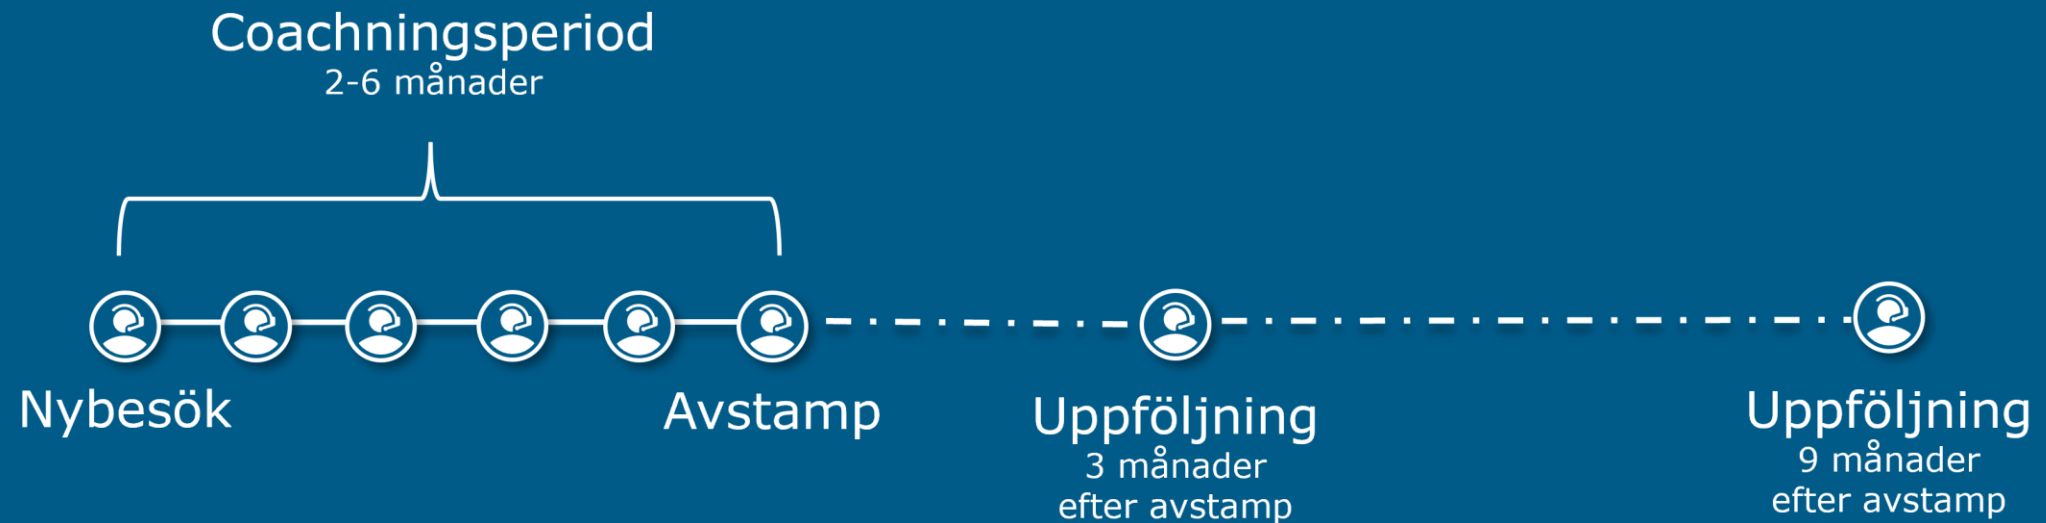 Coachningsperiod
2-6 månader
Nybesök
Avstamp
Uppföljning
3 månader
efter avstamp
Uppföljning
9 månader
efter avstamp